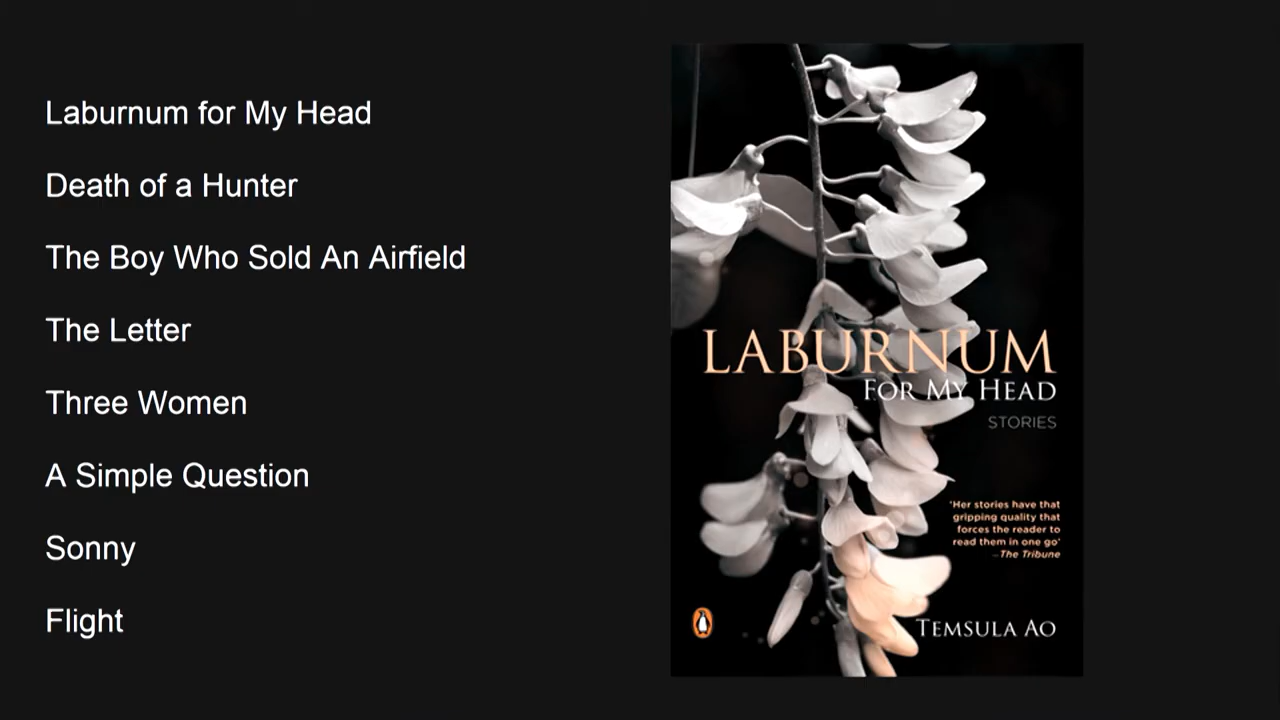 Laburnum for My Head
Death of a Hunter
The Boy Who Sold An Airfield
The Letter
Three Women
A Simple Question
Sonny
Flight
LABURNUM
FOR MY HEAD
STORIES
'Her stories have that
gripping quality that
forces the reader to
read them in one go'
–The Tribune
TEMSULA AO